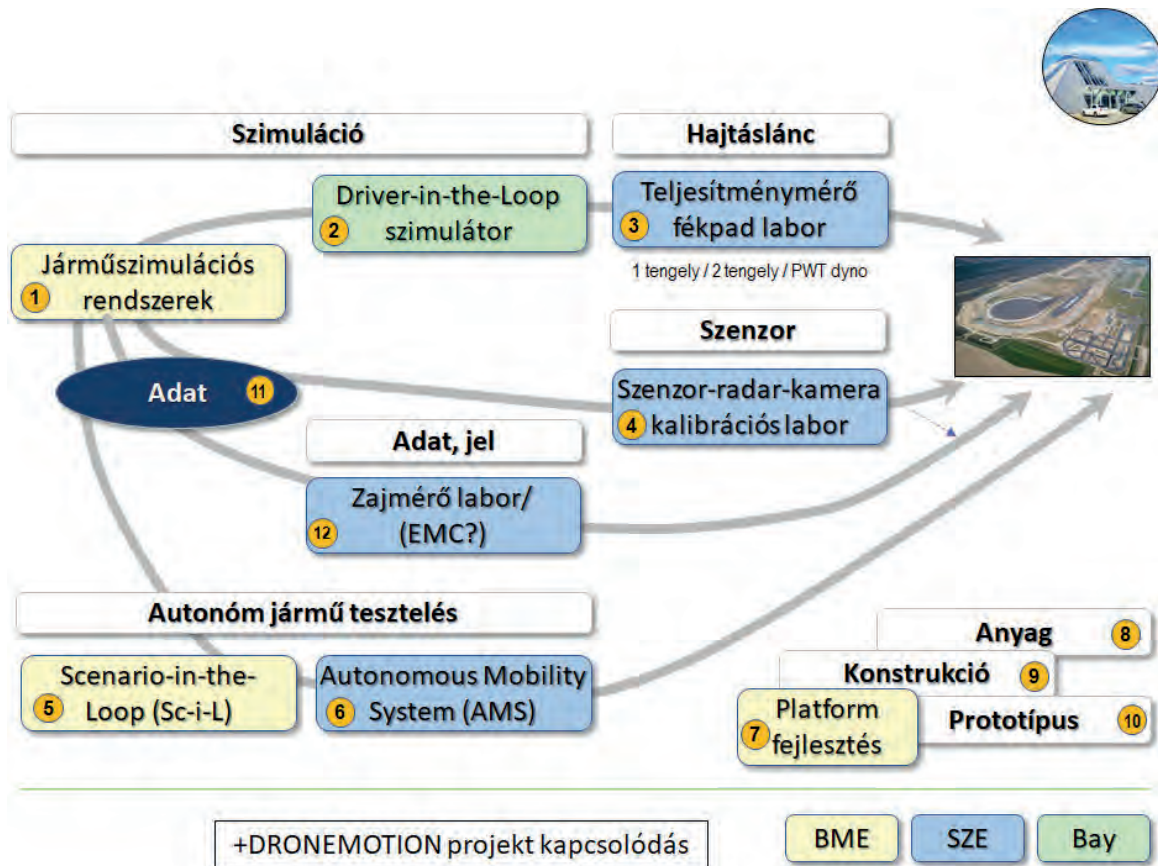 Szimuláció
Hajtáslánc
Driver-in-the-Loop
2
szimulátor
Teljesítménymérő
3
fékpad labor
1 tengely / 2 tengely / PWT dyno
Járműszimulációs
1
rendszerek
Szenzor
Adat
11
Szenzor-radar-kamera
4
kalibrációs labor
Adat, jel
Zajmérő labor/
12
(EMC?)
Autonóm jármű tesztelés
Scenario-in-the-
5
Loop (Sc-i-L)
Autonomous Mobility
6
System (AMS)
Anyag
8
Konstrukció
9
Platform
7
fejlesztés
Prototípus
10
+DRONEMOTION projekt kapcsolódás
BME
SZE
Bay